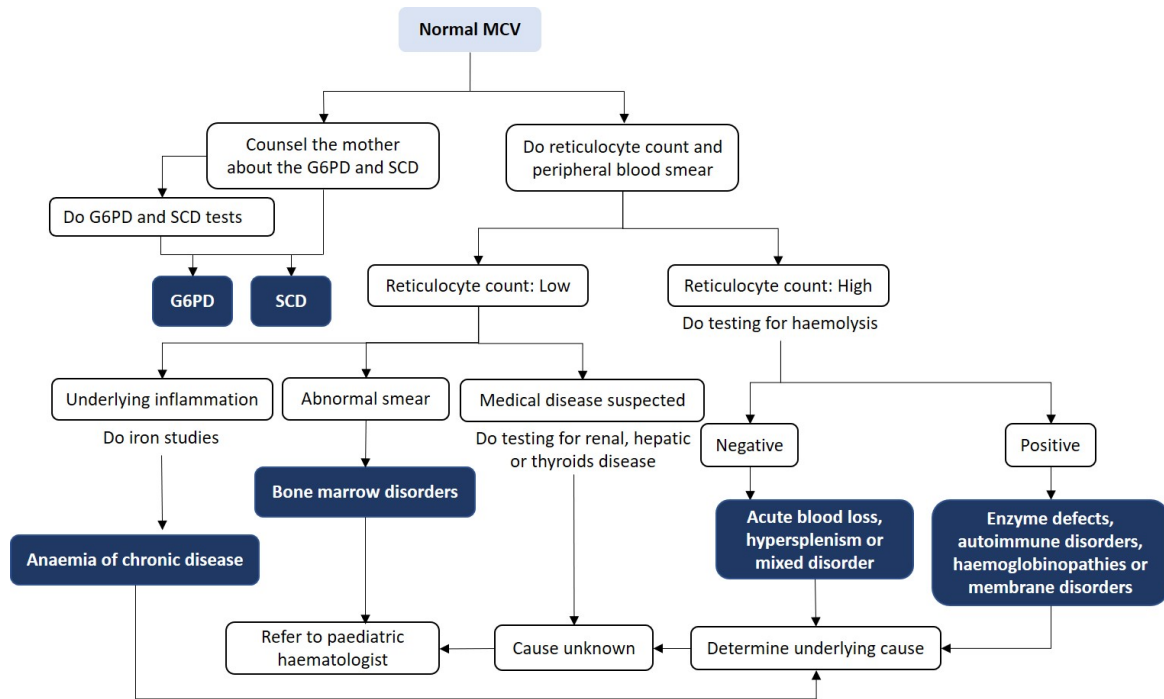 Normal MCV
Counsel the mother
about the G6PD and SCD
Do reticulocyte count and
peripheral blood smear
Do G6PD and SCD tests
G6PD
SCD
Reticulocyte count: Low
Reticulocyte count: High
Do testing for haemolysis
Underlying inflammation
Do iron studies
Abnormal smear
Medical disease suspected
Do testing for renal, hepatic
or thyroids disease
Negative
Positive
Bone marrow disorders
Anaemia of chronic disease
Acute blood loss,
hypersplenism or
mixed disorder
Enzyme defects,
autoimmune disorders,
haemoglobinopathies or
membrane disorders
Refer to paediatric
haematologist
Cause unknown
Determine underlying cause